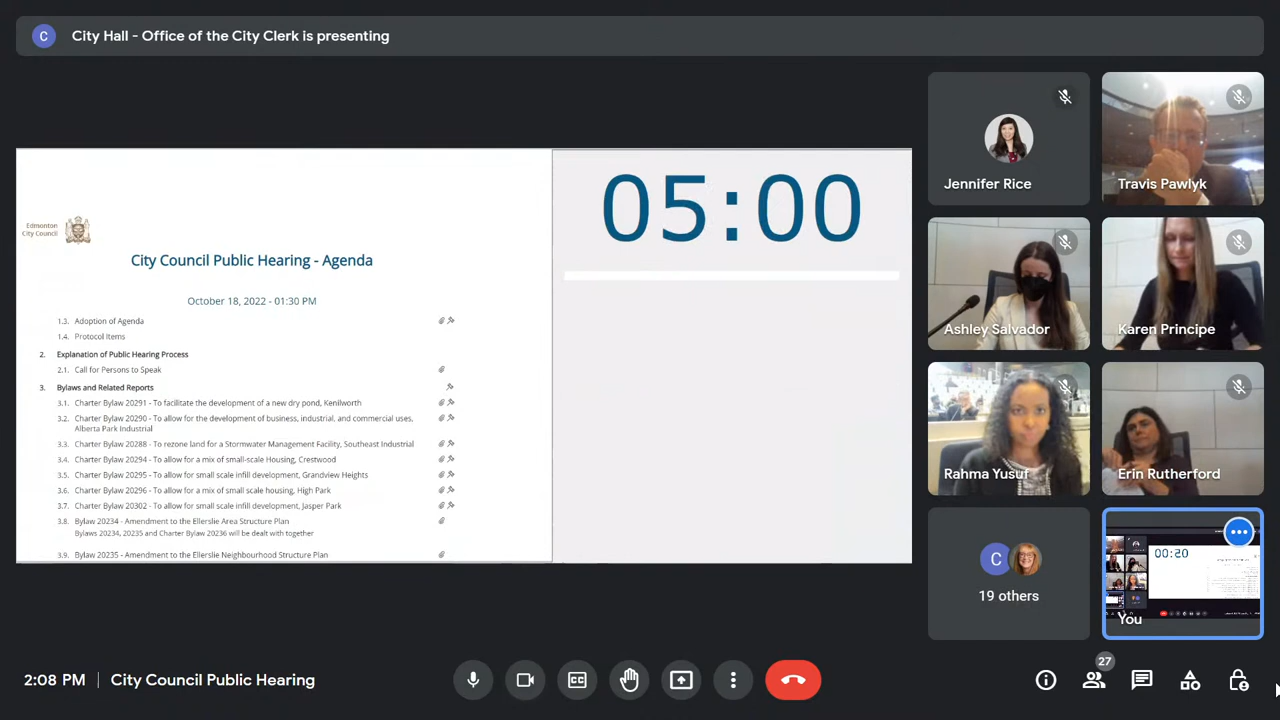 C
City Hall - Office of the City Clerk is presenting
Edmonton
City Council
City Council Public Hearing - Agenda
October 18, 2022 - 01:30 PM
1.3. Adoption of Agenda
1.4. Protocol Items
2. Explanation of Public Hearing Process
2.1. Call for Persons to Speak
3. Bylaws and Related Reports
3.1. Charter Bylaw 20291 - To facilitate the development of a new dry pond, Kenilworth
3.2. Charter Bylaw 20290 - To allow for the development of business, industrial, and commercial uses,
Alberta Park Industrial
3.3. Charter Bylaw 20288 - To rezone land for a Stormwater Management Facility, Southeast Industrial
3.4. Charter Bylaw 20294 - To allow for a mix of small-scale Housing, Crestwood
3.5. Charter Bylaw 20295 - To allow for small scale infill development, Grandview Heights
3.6. Charter Bylaw 20296 - To allow for a mix of small scale housing, High Park
3.7. Charter Bylaw 20302 - To allow for small scale infill development, Jasper Park
3.8. Bylaw 20234 - Amendment to the Ellerslie Area Structure Plan
Bylaws 20234, 20235 and Charter Bylaw 20236 will be dealt with together
3.9. Bylaw 20235 - Amendment to the Ellerslie Neighbourhood Structure Plan
05:00
Jennifer Rice
Travis Pawlyk
Ashley Salvador
Karen Principe
Rahma Yusuf
Erin Rutherford
C
19 others
You
2:08 PM | City Council Public Hearing
CC
27